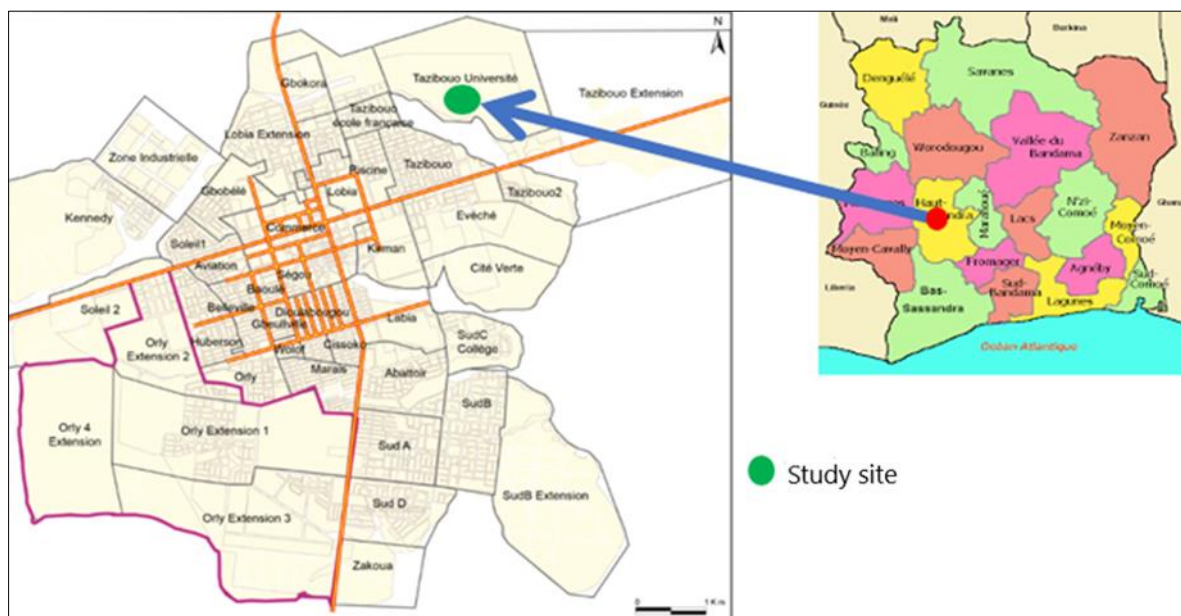 N
Gbokora
Tazibouo Université
Tazibouo Extension
Tazibouo
école française
Lobia Extension
Zone Industrielle
Piscine
Tazibouo
Gbobélé
Lobia
Tazibouo2
Kennedy
Evêché
Commerce
Soleil1
Kirman
Aviation
Cité Verte
Ségou
Baoulé
Soleil 2
Belleville
Dioulabougou
Gbeulville
Labia
Orly
Extension 2
Huberson
Wolof
Cissoko
SudC
Collège
Marais
Abattoir
Orly
SudB
Orly 4
Extension
Orly Extension 1
Sud A
SudB Extension
Sud D
Orly Extension 3
Zakoua
0
1 Km
Mali
Burkina
Denguélé
Savanes
Guinée
Zanzan
Worodougou
Vallée du
Bandama
Bafing
Haut-
Marahoué
N'zi-
Comoé
Lacs
Moyen-
Comoé
Ghana
Moyen-Cavally
Fromager
Agnéby
Sud-
Bandama
Sud-
Comoé
Liberia
Bas-
Sassandra
Lagunes
Océan Atlantique
Study site